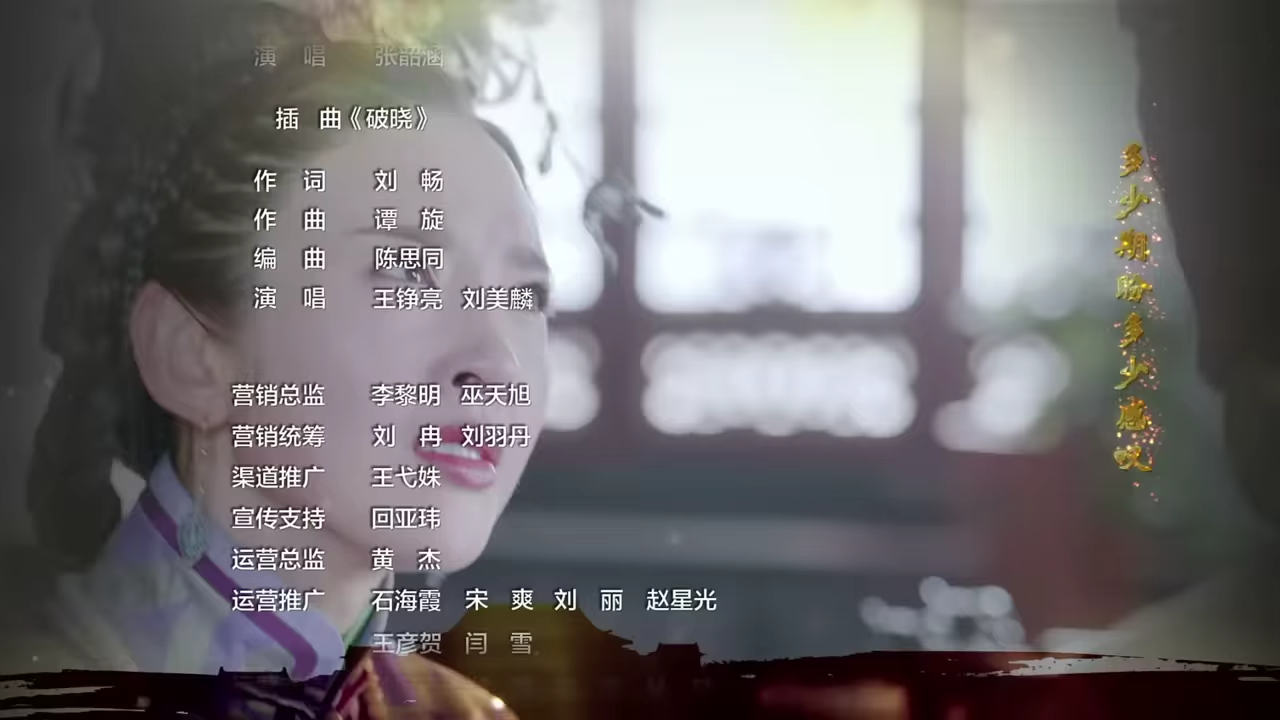 演 唱 张韶涵
插 曲《破晓》
作 词 刘 畅
作 曲 谭 旋
编 曲 陈思同
演 唱 王铮亮 刘美麟
营销总监 李黎明 巫天旭
营销统筹 刘 冉 刘羽丹
渠道推广 王弋姝
宣传支持 回亚玮
运营总监 黄 杰
运营推广 石海霞 宋 爽 刘 丽 赵星光
王彦贺 闫 雪
多少期盼多少感叹